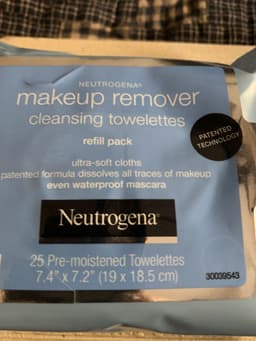 NEUTROGENA®
makeup remover
cleansing towelettes
refill pack
PATENTED
TECHNOLOGY
ultra-soft cloths
patented formula dissolves all traces of makeup
even waterproof mascara
Neutrogena®
25 Pre-moistened Towelettes
7.4" x 7.2" (19 x 18.5 cm)
30039543